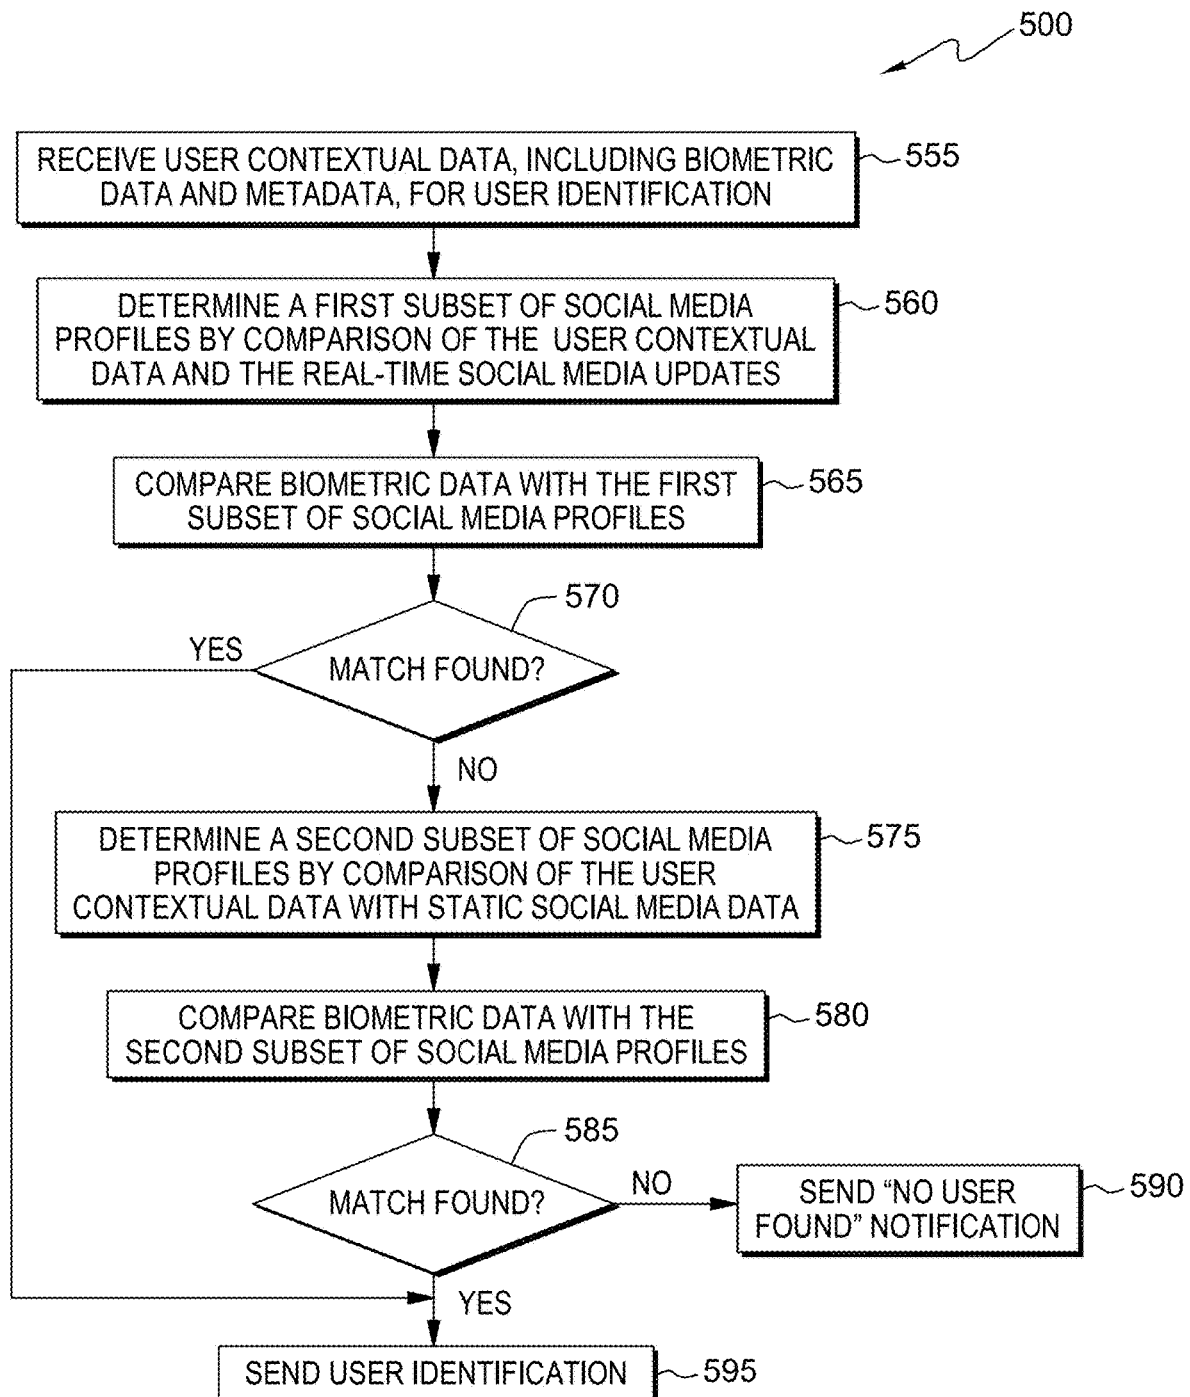 500
RECEIVE USER CONTEXTUAL DATA, INCLUDING BIOMETRIC
DATA AND METADATA, FOR USER IDENTIFICATION
555
DETERMINE A FIRST SUBSET OF SOCIAL MEDIA
PROFILES BY COMPARISON OF THE USER CONTEXTUAL
DATA AND THE REAL-TIME SOCIAL MEDIA UPDATES
560
COMPARE BIOMETRIC DATA WITH THE FIRST
SUBSET OF SOCIAL MEDIA PROFILES
565
570
YES
MATCH FOUND?
NO
DETERMINE A SECOND SUBSET OF SOCIAL MEDIA
PROFILES BY COMPARISON OF THE USER
CONTEXTUAL DATA WITH STATIC SOCIAL MEDIA DATA
575
COMPARE BIOMETRIC DATA WITH THE
SECOND SUBSET OF SOCIAL MEDIA PROFILES
580
585
MATCH FOUND?
NO
SEND “NO USER
FOUND” NOTIFICATION
590
YES
SEND USER IDENTIFICATION
595